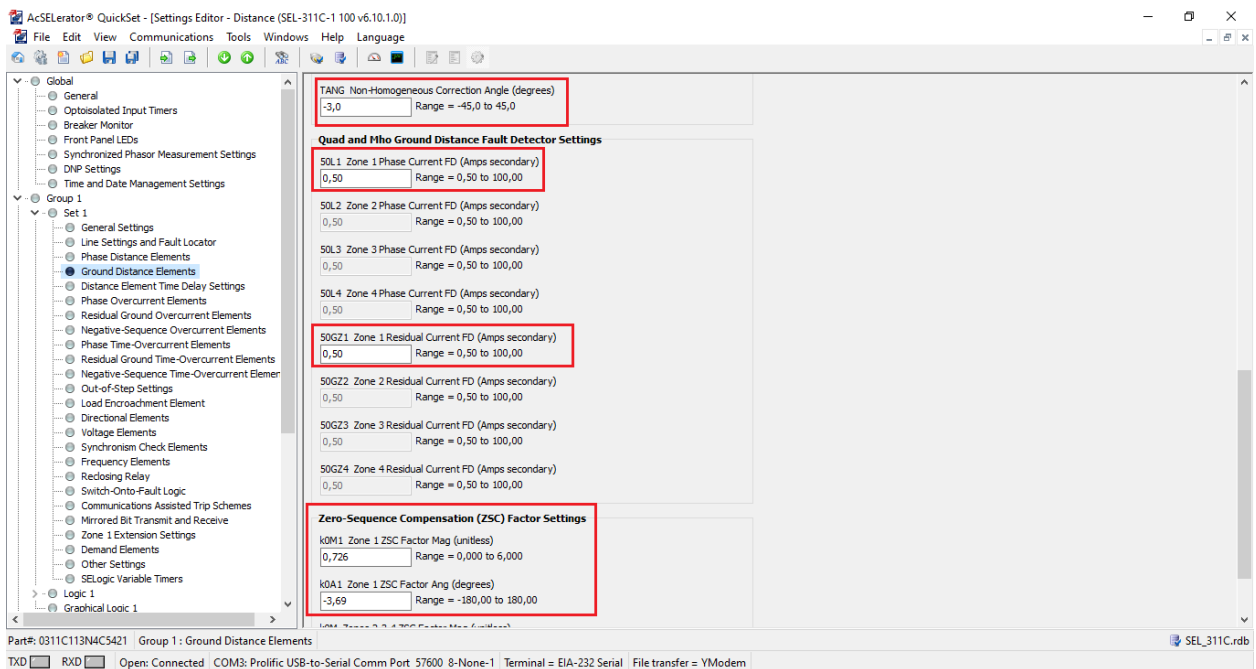 AcSELerator® QuickSet - [Settings Editor - Distance (SEL-311C-1 100 v6.10.1.0)]
File Edit View Communications Tools Windows Help Language
Global
General
Optoisolated Input Timers
Breaker Monitor
Front Panel LEDs
Synchronized Phasor Measurement Settings
DNP Settings
Time and Date Management Settings
Group 1
Set 1
General Settings
Line Settings and Fault Locator
Phase Distance Elements
Ground Distance Elements
Distance Element Time Delay Settings
Phase Overcurrent Elements
Residual Ground Overcurrent Elements
Negative-Sequence Overcurrent Elements
Phase Time-Overcurrent Elements
Residual Ground Time-Overcurrent Elements
Negative-Sequence Time-Overcurrent Elemen
Out-of-Step Settings
Load Encroachment Element
Directional Elements
Voltage Elements
Synchronism Check Elements
Frequency Elements
Reclosing Relay
Switch-Onto-Fault Logic
Communications Assisted Trip Schemes
Mirrored Bit Transmit and Receive
Zone 1 Extension Settings
Demand Elements
Other Settings
SELogic Variable Timers
Logic 1
Graphical Logic 1
TANG Non-Homogeneous Correction Angle (degrees)
-3,0 Range = -45,0 to 45,0
Quad and Mho Ground Distance Fault Detector Settings
50L1 Zone 1 Phase Current FD (Amps secondary)
0,50 Range = 0,50 to 100,00
50L2 Zone 2 Phase Current FD (Amps secondary)
0,50 Range = 0,50 to 100,00
50L3 Zone 3 Phase Current FD (Amps secondary)
0,50 Range = 0,50 to 100,00
50L4 Zone 4 Phase Current FD (Amps secondary)
0,50 Range = 0,50 to 100,00
50GZ1 Zone 1 Residual Current FD (Amps secondary)
0,50 Range = 0,50 to 100,00
50GZ2 Zone 2 Residual Current FD (Amps secondary)
0,50 Range = 0,50 to 100,00
50GZ3 Zone 3 Residual Current FD (Amps secondary)
0,50 Range = 0,50 to 100,00
50GZ4 Zone 4 Residual Current FD (Amps secondary)
0,50 Range = 0,50 to 100,00
Zero-Sequence Compensation (ZSC) Factor Settings
k0M1 Zone 1 ZSC Factor Mag (unitless)
0,726 Range = 0,000 to 6,000
k0A1 Zone 1 ZSC Factor Ang (degrees)
-3,69 Range = -180,00 to 180,00
Part#: 0311C113N4C5421 Group 1 : Ground Distance Elements SEL_311C.rdb
TXD RXD Open: Connected COM3: Prolific USB-to-Serial Comm Port 57600 8-None-1 Terminal = EIA-232 Serial File transfer = YModem